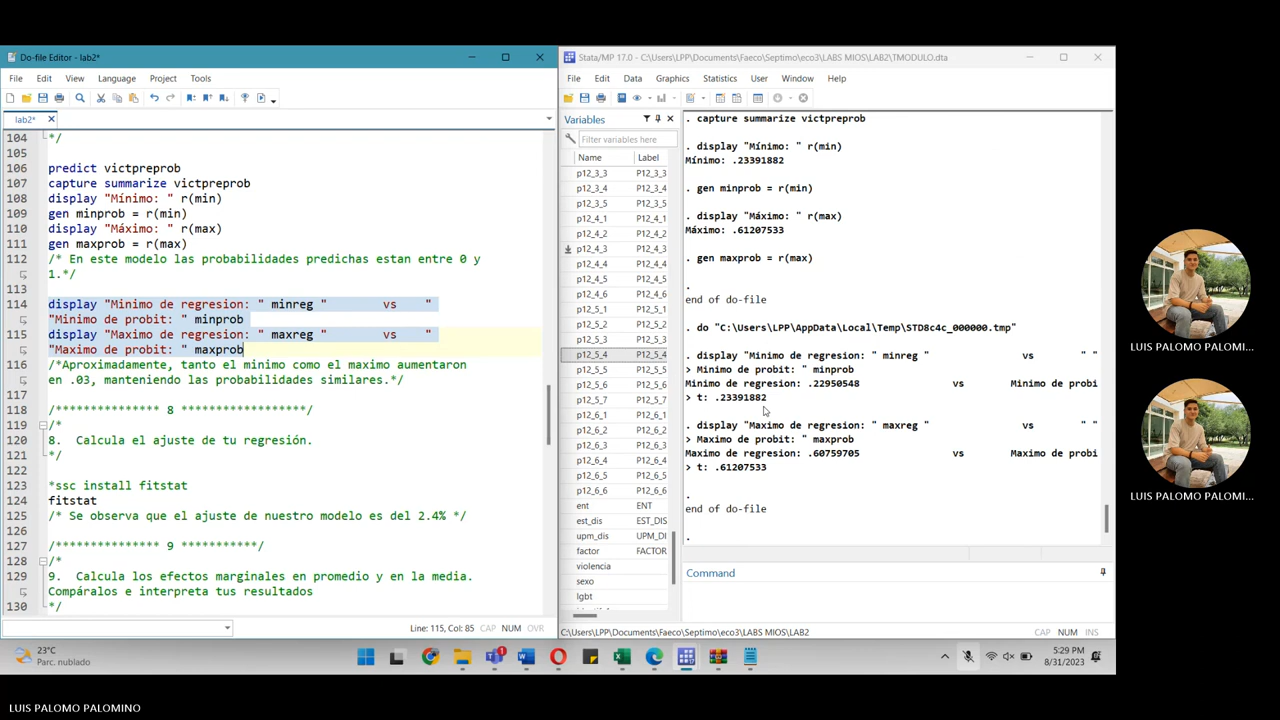 Do-file Editor - lab2*
File Edit View Language Project Tools
lab2*
104 */
105
106 predict victpreprob
107 capture summarize victpreprob
108 display "Mínimo: " r(min)
109 gen minprob = r(min)
110 display "Máximo: " r(max)
111 gen maxprob = r(max)
112 /* En este modelo las probabilidades predichas estan entre 0 y
1.*/
113
114 display "Minimo de regresion: " minreg " vs "
"Minimo de probit: " minprob
115 display "Maximo de regresion: " maxreg " vs "
"Maximo de probit: " maxprob
116 /*Aproximadamente, tanto el minimo como el maximo aumentaron
en .03, manteniendo las probabilidades similares.*/
117
118 /*************** 8 ******************/
119 /*
120 8. Calcula el ajuste de tu regresión.
121 */
122
123 *ssc install fitstat
124 fitstat
125 /* Se observa que el ajuste de nuestro modelo es del 2.4% */
126
127 /*************** 9 ***********/
128 /*
129 9. Calcula los efectos marginales en promedio y en la media.
Compáralos e interpreta tus resultados
130 */
Line: 115, Col: 85 CAP NUM OVR
Stata/MP 17.0 - C:\Users\LPP\Documents\Faeco\Septimo\eco3\LABS MIOS\LAB2\TMODULO.dta
File Edit Data Graphics Statistics User Window Help
Variables
Filter variables here
Name Label
p12_3_3 P12_3_3
p12_3_4 P12_3_4
p12_3_5 P12_3_5
p12_4_1 P12_4_1
p12_4_2 P12_4_2
p12_4_3 P12_4_3
p12_4_4 P12_4_4
p12_4_5 P12_4_5
p12_5_1 P12_5_1
p12_5_2 P12_5_2
p12_5_3 P12_5_3
p12_5_4 P12_5_4
p12_5_5 P12_5_5
p12_5_6 P12_5_6
p12_5_7 P12_5_7
p12_6_1 P12_6_1
p12_6_2 P12_6_2
p12_6_3 P12_6_3
p12_6_4 P12_6_4
p12_6_5 P12_6_5
p12_6_6 P12_6_6
ent ENT
est_dis EST_DIS
upm_dis UPM_DI
factor FACTOR
violencia
sexo
lgbt
. capture summarize victpreprob
. display "Mínimo: " r(min)
Mínimo: .23391882
. gen minprob = r(min)
. display "Máximo: " r(max)
Máximo: .61207533
. gen maxprob = r(max)
.
end of do-file
. do "C:\Users\LPP\AppData\Local\Temp\STD8c4c_000000.tmp"
. display "Minimo de regresion: " minreg " vs " "
> Minimo de probit: " minprob
Minimo de regresion: .22950548 vs Minimo de probi
> t: .23391882
. display "Maximo de regresion: " maxreg " vs " "
> Maximo de probit: " maxprob
Maximo de regresion: .60759705 vs Maximo de probi
> t: .61207533
.
end of do-file
.
Command
C:\Users\LPP\Documents\Faeco\Septimo\eco3\LABS MIOS\LAB2 CAP NUM INS
LUIS PALOMO PALOMI...
LUIS PALOMO PALOMI...
23°C
Parc. nublado
5:29 PM
8/31/2023
LUIS PALOMO PALOMINO